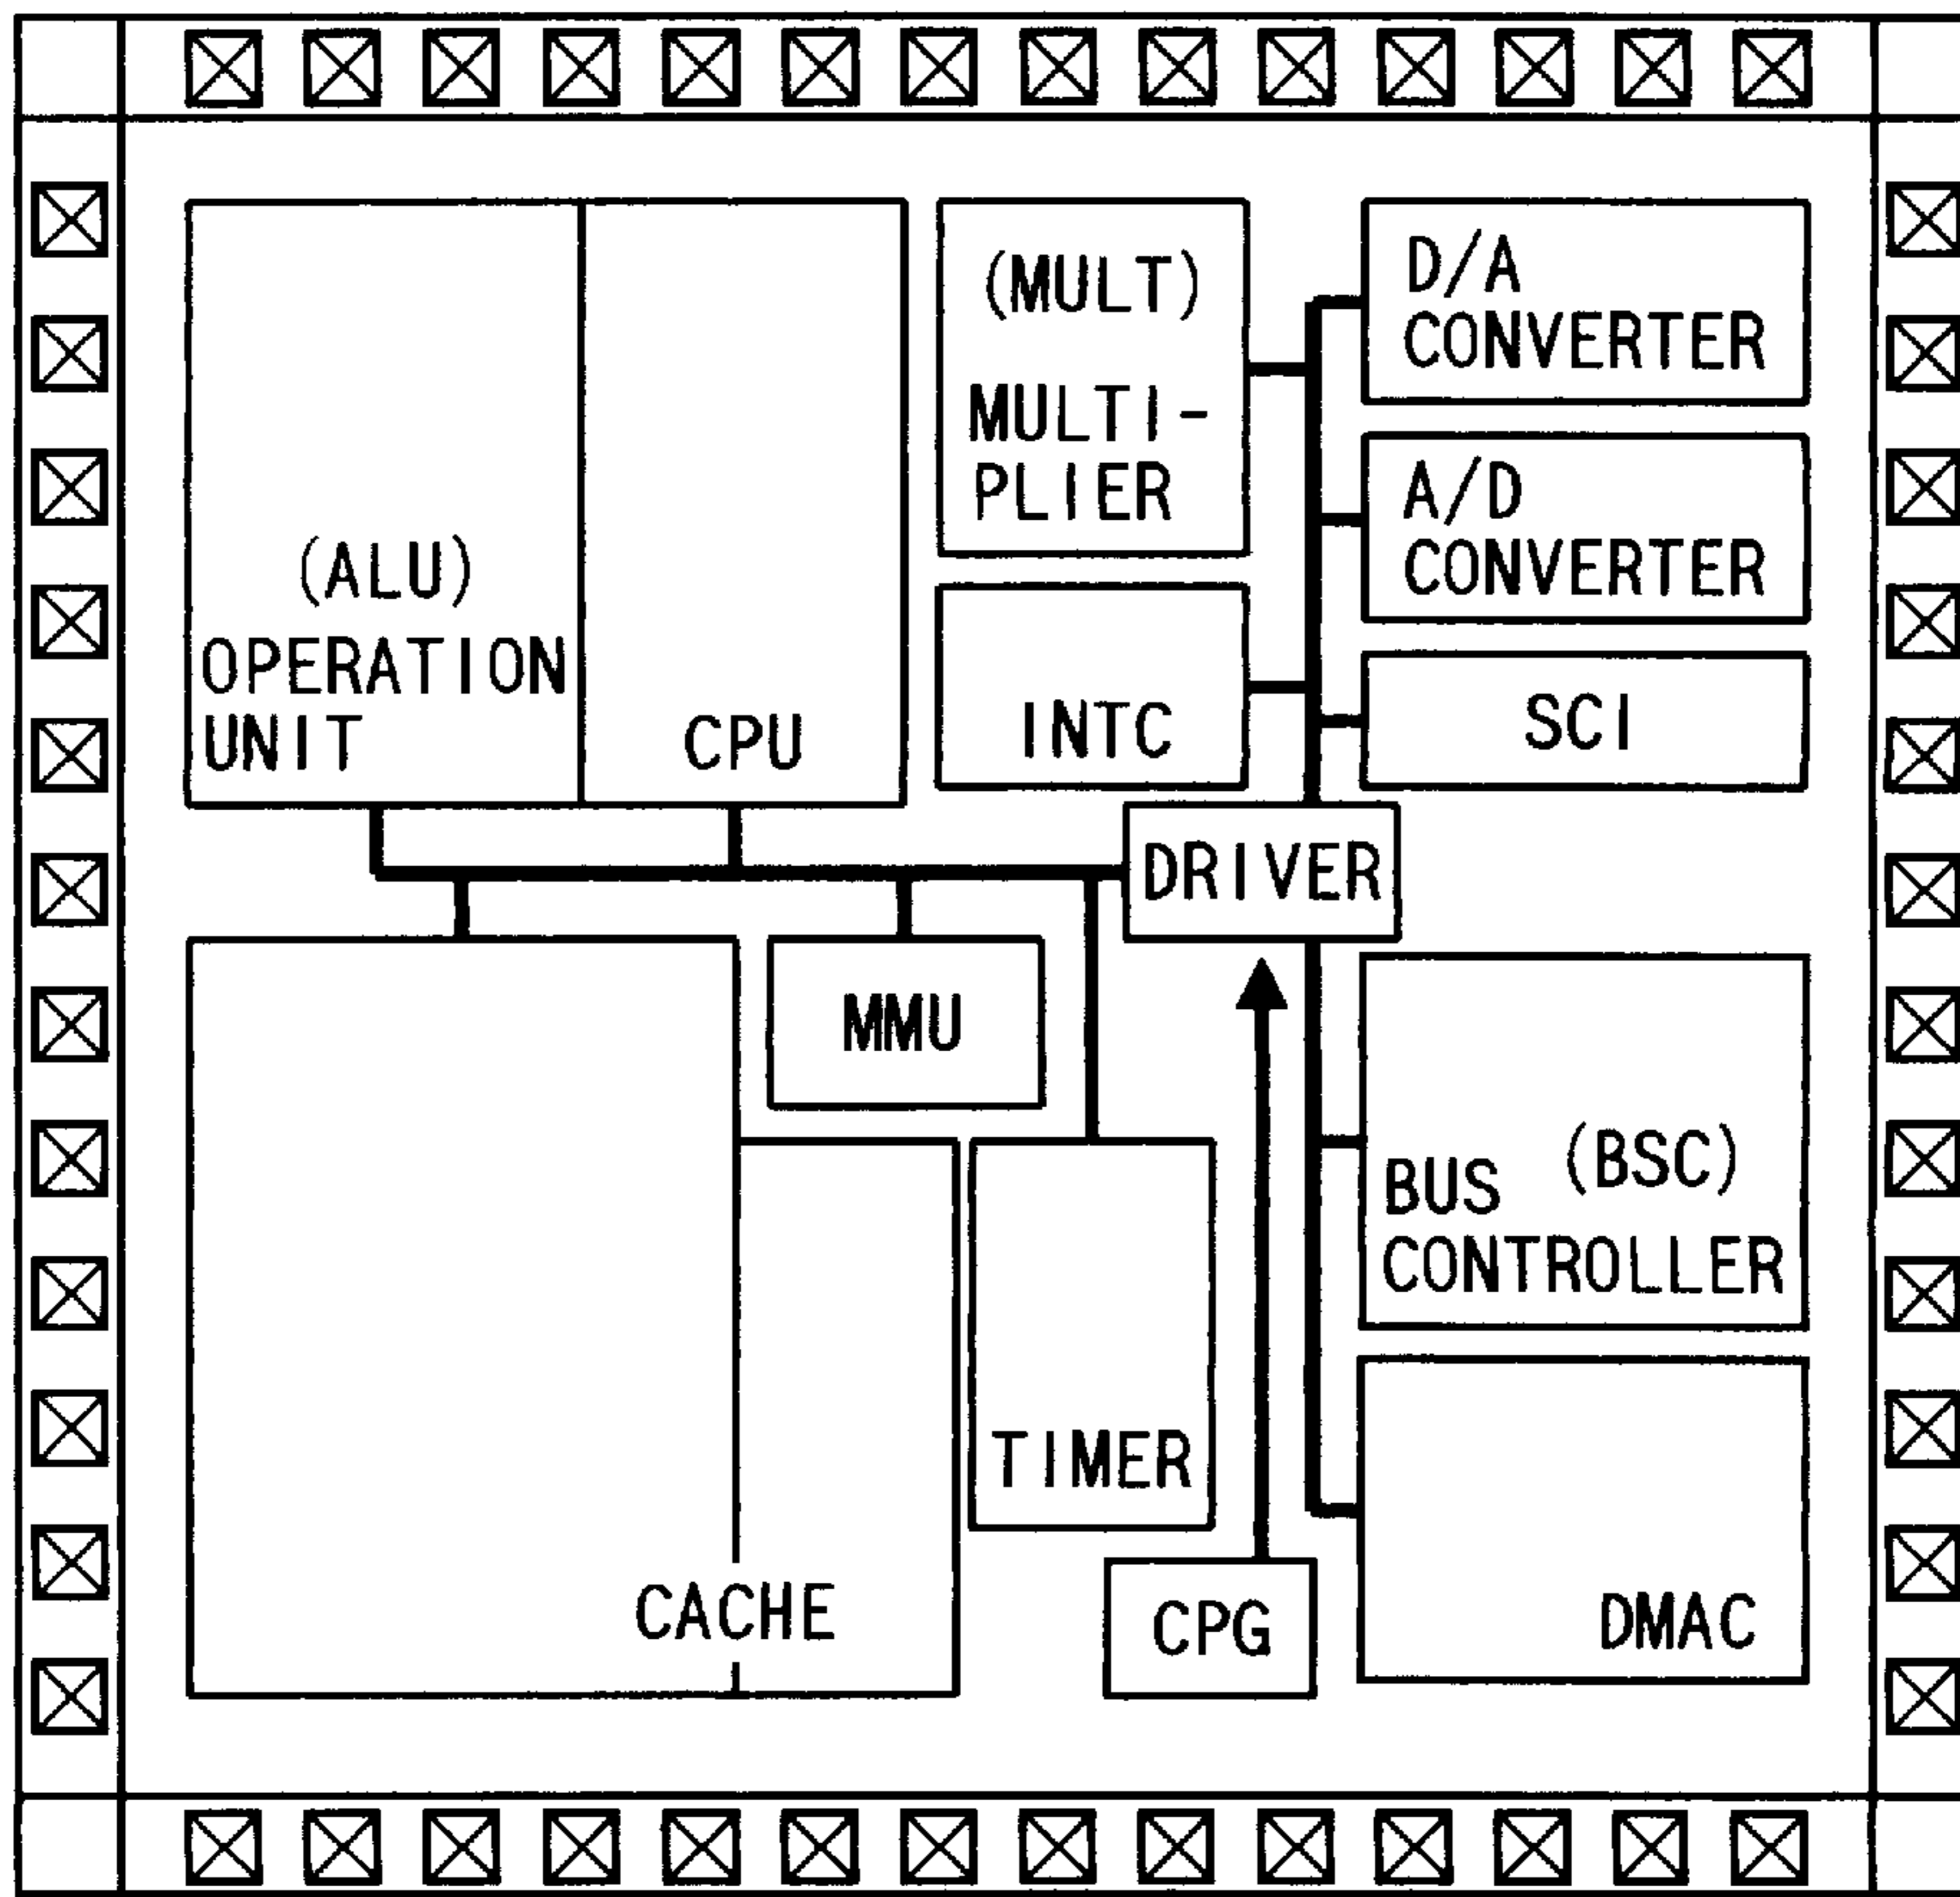 (ALU)
OPERATION
UNIT
CPU
(MULT)
MULTI-
PLIER
INTC
D/A
CONVERTER
A/D
CONVERTER
SCI
DRIVER
MMU
CACHE
TIMER
CPG
BUS (BSC)
CONTROLLER
DMAC